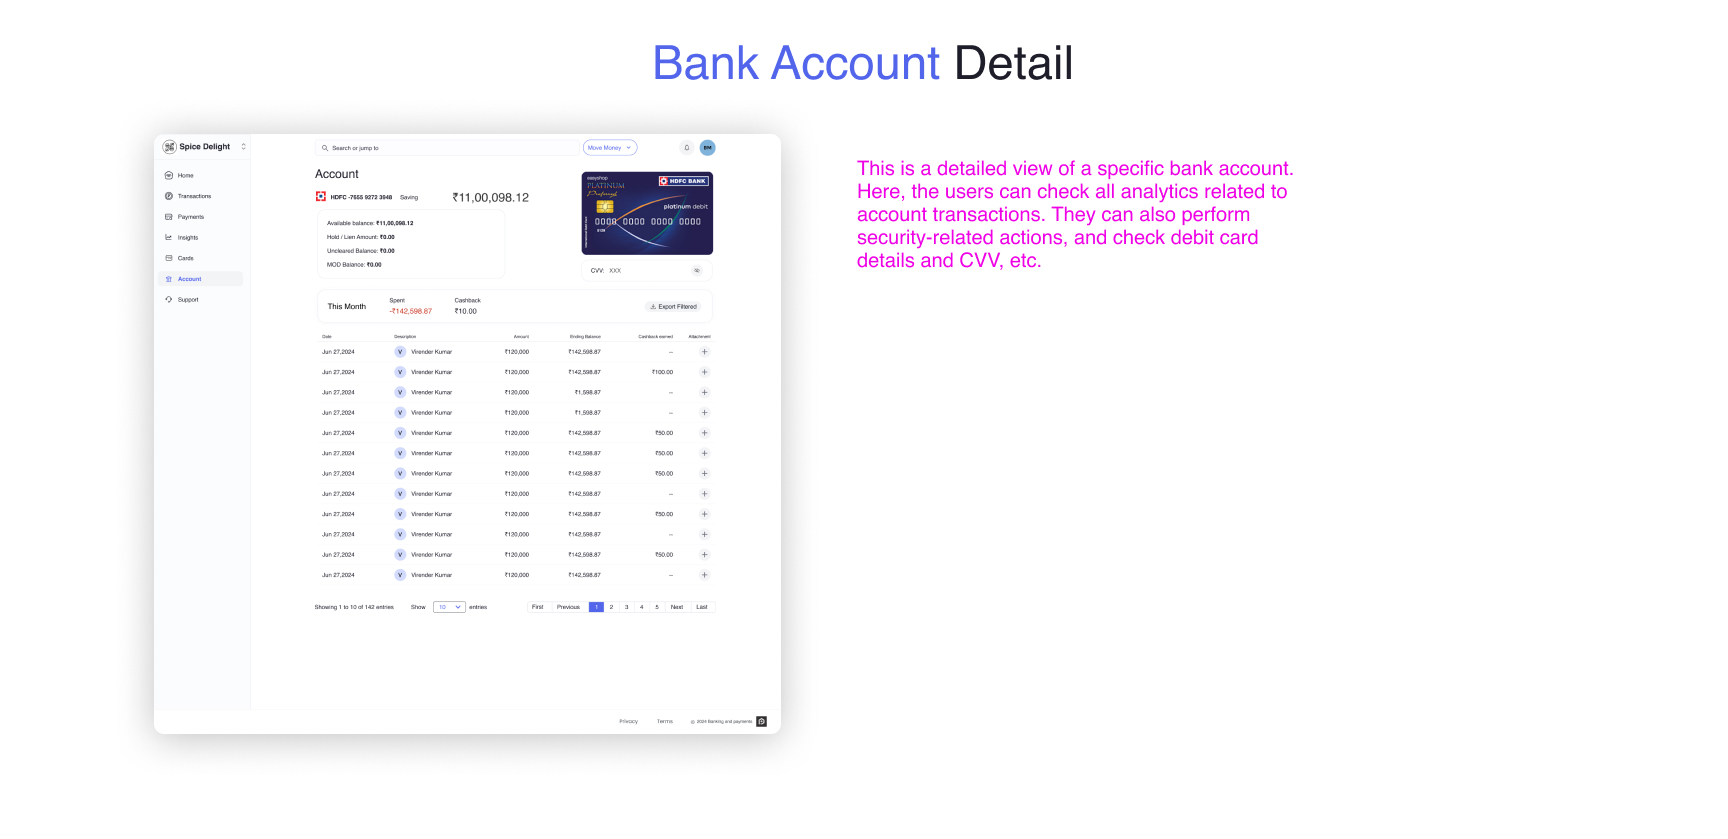 Bank Account Detail
Spice Delight
Search or jump to
Move Money
BM
Home
Transactions
Payments
Insights
Cards
Account
Support
Account
HDFC -7655 9272 3948 Saving ₹11,00,098.12
Available balance: ₹11,00,098.12
Hold / Lien Amount: ₹0.00
Uncleared Balance: ₹0.00
MOD Balance: ₹0.00
easyshop
PLATINUM
Preferred
HDFC BANK
platinum debit
0000 0000 0000 0000
CVV: XXX
This Month
Spent
-₹142,598.87
Cashback
₹10.00
Export Filtered
Date Description Amount Ending Balance Cashback earned Attachment
Jun 27,2024 V Virender Kumar ₹120,000 ₹142,598.87 -- +
Jun 27,2024 V Virender Kumar ₹120,000 ₹142,598.87 ₹100.00 +
Jun 27,2024 V Virender Kumar ₹120,000 ₹1,598.87 -- +
Jun 27,2024 V Virender Kumar ₹120,000 ₹1,598.87 -- +
Jun 27,2024 V Virender Kumar ₹120,000 ₹142,598.87 ₹50.00 +
Jun 27,2024 V Virender Kumar ₹120,000 ₹142,598.87 ₹50.00 +
Jun 27,2024 V Virender Kumar ₹120,000 ₹142,598.87 ₹50.00 +
Jun 27,2024 V Virender Kumar ₹120,000 ₹142,598.87 -- +
Jun 27,2024 V Virender Kumar ₹120,000 ₹142,598.87 ₹50.00 +
Jun 27,2024 V Virender Kumar ₹120,000 ₹142,598.87 -- +
Jun 27,2024 V Virender Kumar ₹120,000 ₹142,598.87 ₹50.00 +
Jun 27,2024 V Virender Kumar ₹120,000 ₹142,598.87 -- +
Showing 1 to 10 of 142 entries Show 10 entries First Previous 1 2 3 4 5 Next Last
Privacy Terms © 2024 Banking and payments
This is a detailed view of a specific bank account.
Here, the users can check all analytics related to
account transactions. They can also perform
security-related actions, and check debit card
details and CVV, etc.